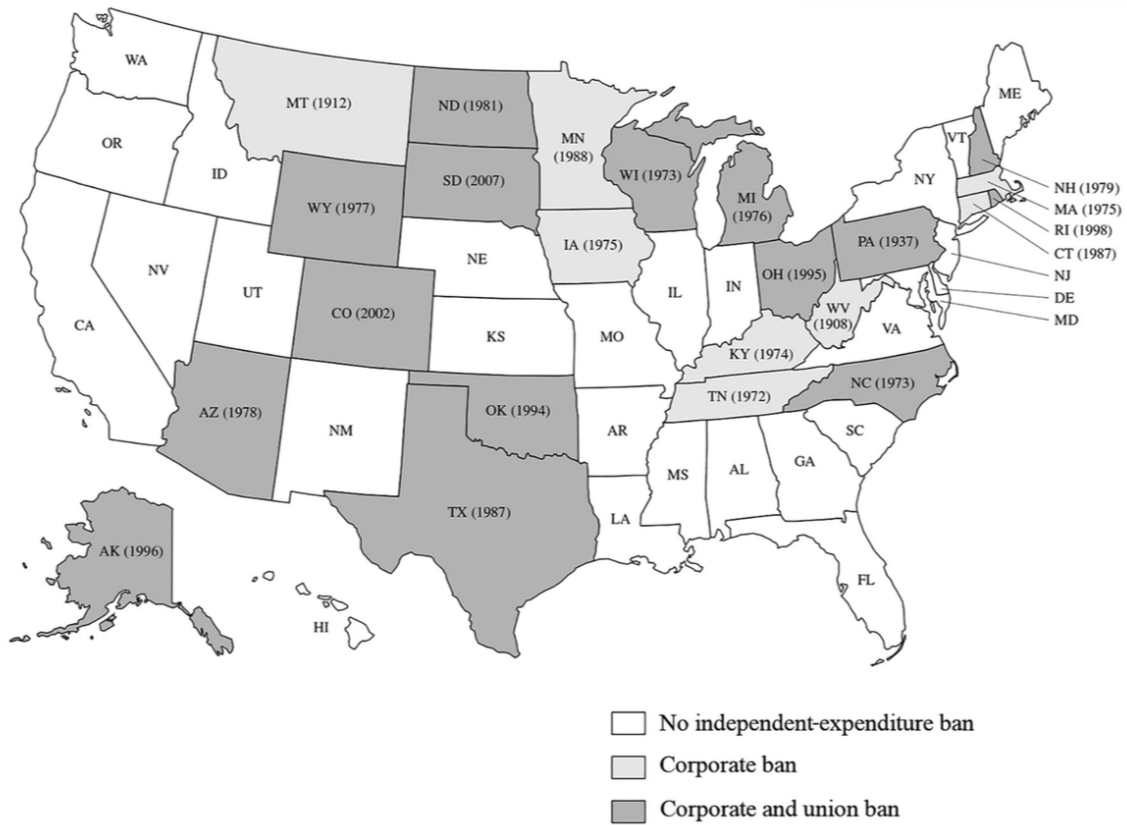 WA
MT (1912)
ND (1981)
MN
(1988)
ME
VT
OR
ID
SD (2007)
WI (1973)
MI
(1976)
NY
NH (1979)
MA (1975)
RI (1998)
CT (1987)
NJ
DE
MD
WY (1977)
IA (1975)
PA (1937)
NV
UT
NE
IL
IN
OH (1995)
WV
(1908)
VA
CA
CO (2002)
KS
MO
KY (1974)
AZ (1978)
NM
OK (1994)
AR
TN (1972)
NC (1973)
SC
MS
AL
GA
TX (1987)
LA
FL
AK (1996)
HI
No independent-expenditure ban
Corporate ban
Corporate and union ban